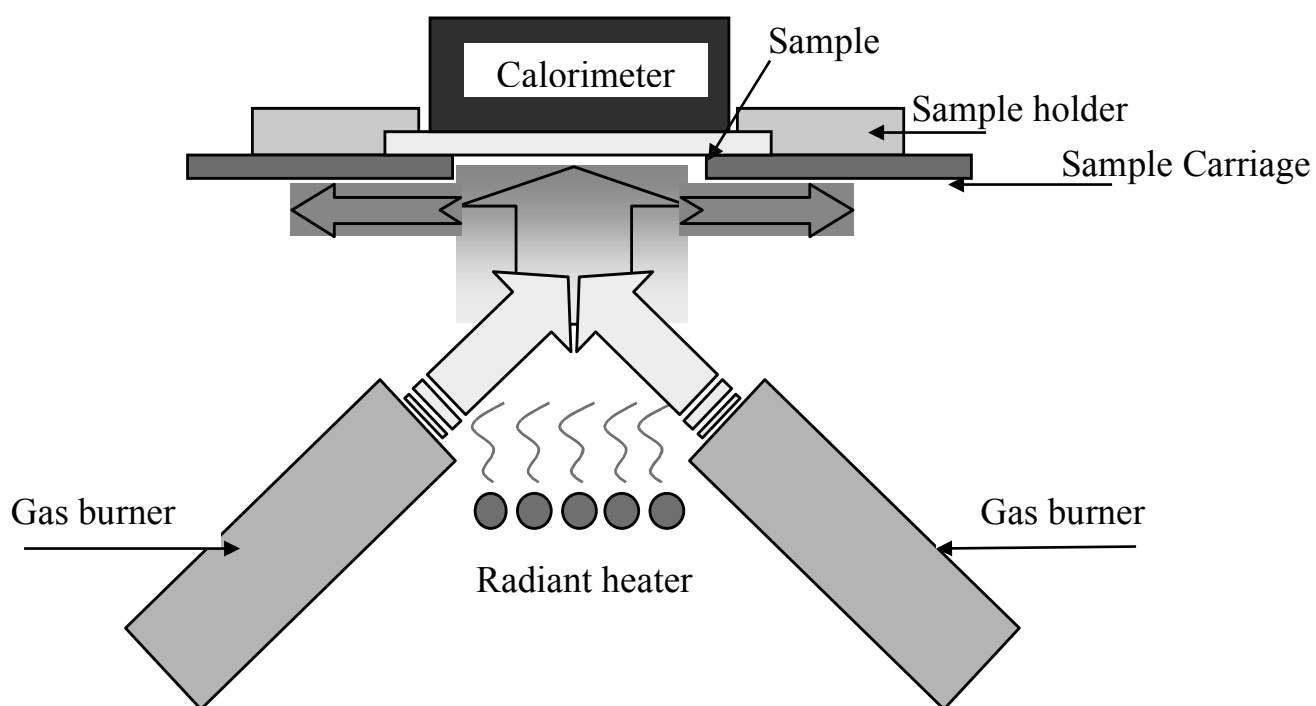 Sample
Calorimeter
Sample holder
Sample Carriage
Gas burner
Gas burner
Radiant heater